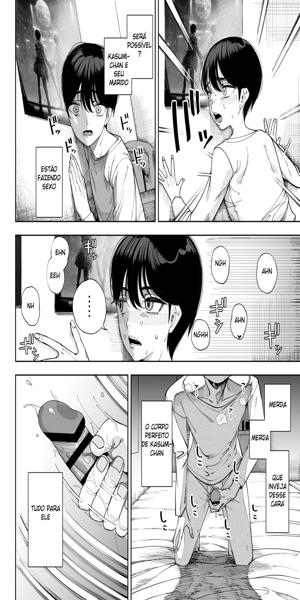 SERÁ
POSSÍVEL
?
KASUMI-
CHAN E
SEU
MARIDO
ESTÃO
FAZENDO
SEXO
EHN
EEH
NH
. . . .
NGH
AHN
NGHH
AHN
MERDA
MERDA
QUE
INVEJA
DESSE
CARA
O CORPO
PERFEITO
DE KASUMI-
CHAN
TUDO PARA
ELE